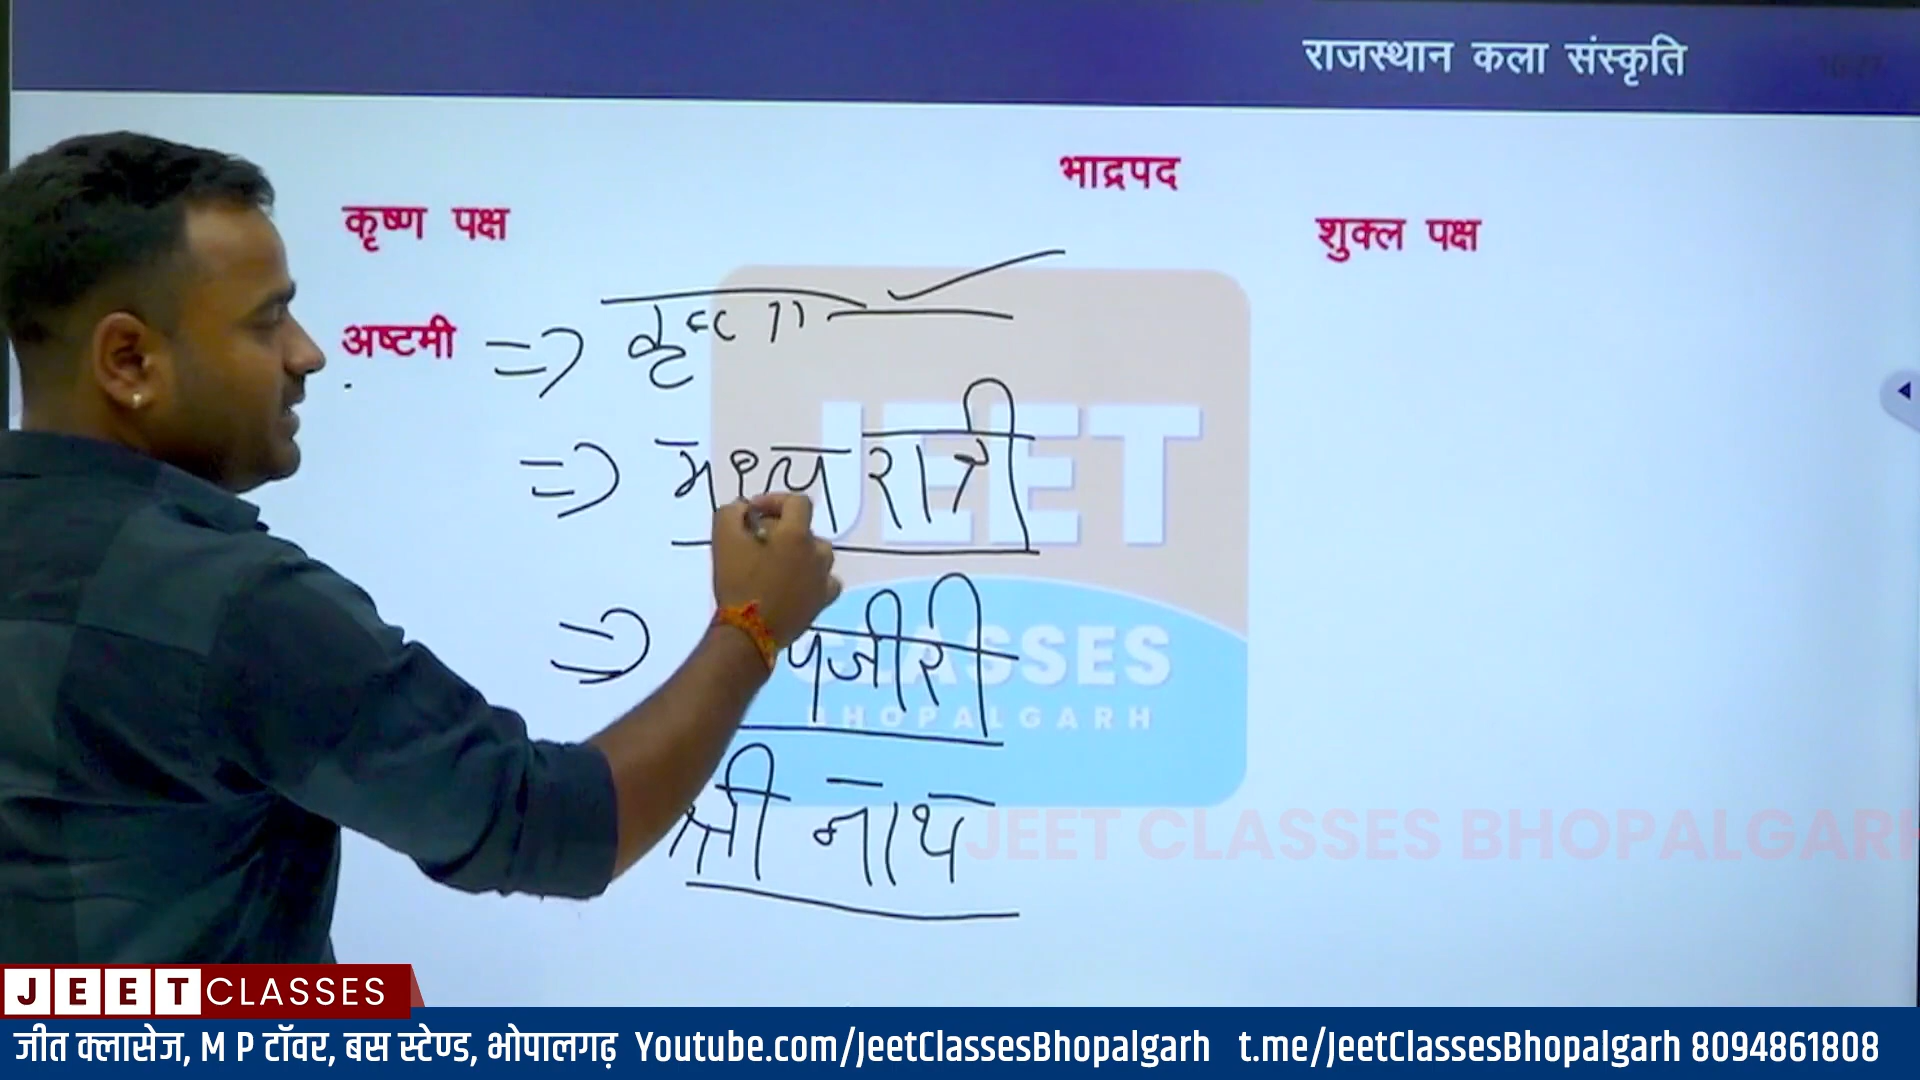 राजस्थान कला संस्कृति
भाद्रपद
कृष्ण पक्ष
शुक्ल पक्ष
अष्टमी => कृष्ण
=> मध्य रात्री
=> पंजीरी
श्री नाथ
JEET
CLASSES
BHOPALGARH
JEET CLASSES BHOPALGARH
JEET CLASSES
जीत क्लासेज, M P टॉवर, बस स्टेण्ड, भोपालगढ़ Youtube.com/JeetClassesBhopalgarh t.me/JeetClassesBhopalgarh 8094861808